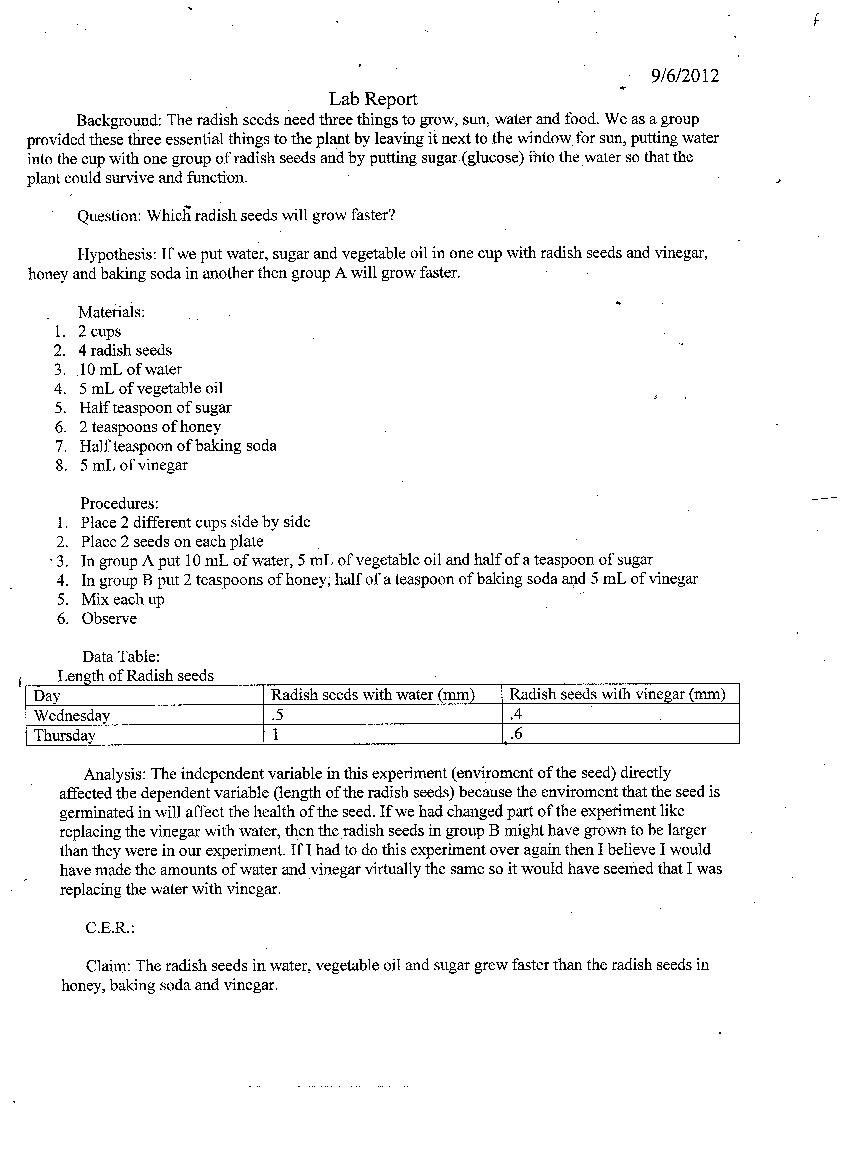 9/6/2012
Lab Report
Background: The radish seeds need three things to grow, sun, water and food. We as a group
provided these three essential things to the plant by leaving it next to the window for sun, putting water
into the cup with one group of radish seeds and by putting sugar (glucose) into the water so that the
plant could survive and function.
Question: Which radish seeds will grow faster?
Hypothesis: If we put water, sugar and vegetable oil in one cup with radish seeds and vinegar,
honey and baking soda in another then group A will grow faster.
Materials:
1. 2 cups
2. 4 radish seeds
3. 10 mL of water
4. 5 mL of vegetable oil
5. Half teaspoon of sugar
6. 2 teaspoons of honey
7. Half teaspoon of baking soda
8. 5 mL of vinegar
Procedures:
1. Place 2 different cups side by side
2. Place 2 seeds on each plate
3. In group A put 10 mL of water, 5 mL of vegetable oil and half of a teaspoon of sugar
4. In group B put 2 teaspoons of honey, half of a teaspoon of baking soda and 5 mL of vinegar
5. Mix each up
6. Observe
Data Table:
Length of Radish seeds
Day Radish seeds with water (mm) Radish seeds with vinegar (mm)
Wednesday .5 .4
Thursday 1 .6
Analysis: The independent variable in this experiment (enviroment of the seed) directly
affected the dependent variable (length of the radish seeds) because the enviroment that the seed is
germinated in will affect the health of the seed. If we had changed part of the experiment like
replacing the vinegar with water, then the radish seeds in group B might have grown to be larger
than they were in our experiment. If I had to do this experiment over again then I believe I would
have made the amounts of water and vinegar virtually the same so it would have seemed that I was
replacing the water with vinegar.
C.E.R.:
Claim: The radish seeds in water, vegetable oil and sugar grew faster than the radish seeds in
honey, baking soda and vinegar.